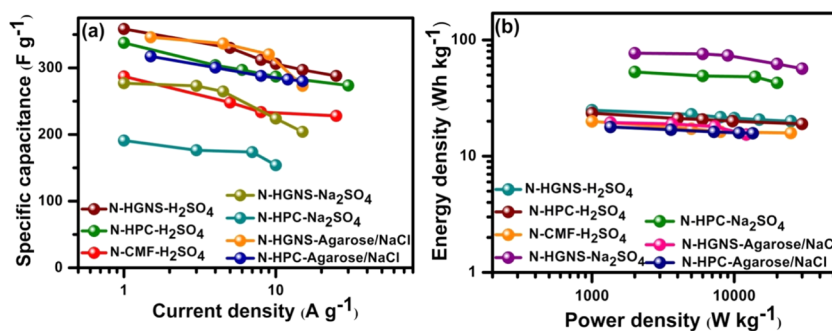 (a)
Specific capacitance (F g⁻¹)
400
300
200
100
0
N-HGNS-H₂SO₄
N-HPC-H₂SO₄
N-CMF-H₂SO₄
N-HGNS-Na₂SO₄
N-HPC-Na₂SO₄
N-HGNS-Agarose/NaCl
N-HPC-Agarose/NaCl
1
10
Current density (A g⁻¹)
(b)
Energy density (Wh kg⁻¹)
100
10
1
N-HGNS-H₂SO₄
N-HPC-H₂SO₄
N-CMF-H₂SO₄
N-HGNS-Na₂SO₄
N-HPC-Na₂SO₄
N-HGNS-Agarose/NaCl
N-HPC-Agarose/NaCl
1000
10000
Power density (W kg⁻¹)